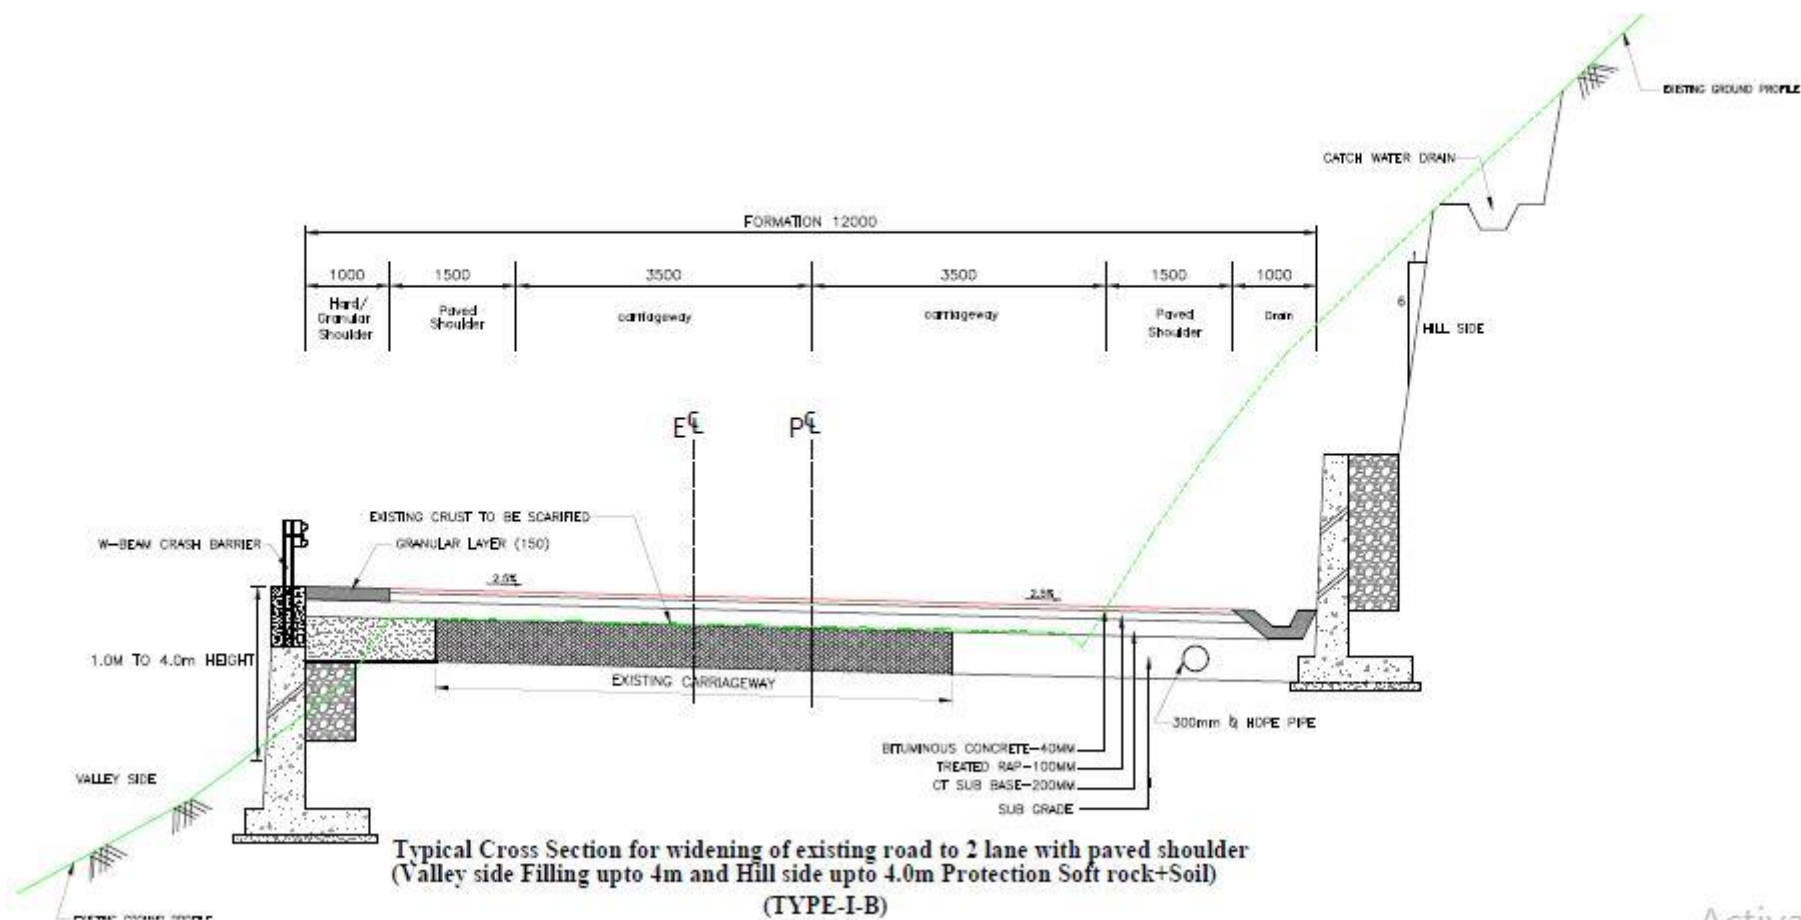 EXISTING GROUND PROFILE
CATCH WATER DRAIN
FORMATION 12000
1000 1500 3500 3500 1500 1000
Hard/
Granular
Shoulder
Paved
Shoulder
carriageway
carriageway
Paved
Shoulder
Drain
1
6
HILL SIDE
E℄ P℄
EXISTING CRUST TO BE SCARIFIED
GRANULAR LAYER (150)
W-BEAM CRASH BARRIER
2.5%
2.5%
1.0M TO 4.0m HEIGHT
EXISTING CARRIAGEWAY
300mm HDPE PIPE
BITUMINOUS CONCRETE-40MM
TREATED RAP-100MM
CT SUB BASE-200MM
SUB GRADE
VALLEY SIDE
Typical Cross Section for widening of existing road to 2 lane with paved shoulder
(Valley side Filling upto 4m and Hill side upto 4.0m Protection Soft rock+Soil)
(TYPE-I-B)
EXISTING GROUND PROFILE
Activa